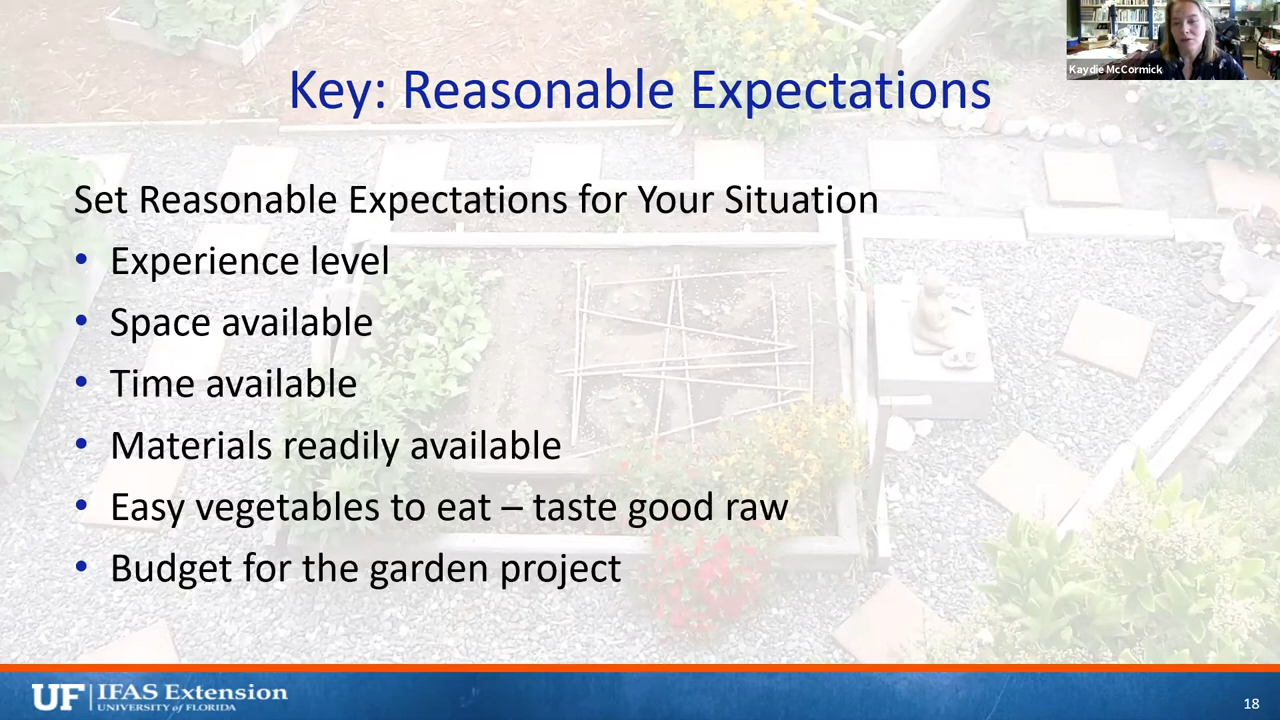 Kaydie McCormick
Key: Reasonable Expectations
Set Reasonable Expectations for Your Situation
• Experience level
• Space available
• Time available
• Materials readily available
• Easy vegetables to eat – taste good raw
• Budget for the garden project
UF | IFAS Extension
UNIVERSITY of FLORIDA
18